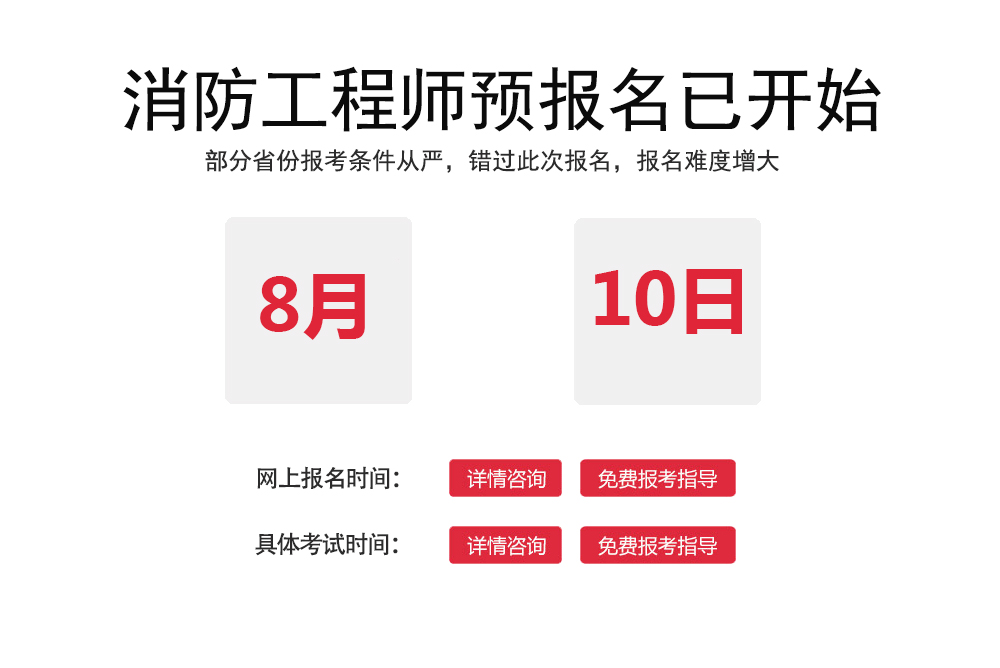 消防工程师预报名已开始
部分省份报考条件从严，错过此次报名，报名难度增大
8月
10日
网上报名时间： 详情咨询 免费报考指导
具体考试时间： 详情咨询 免费报考指导